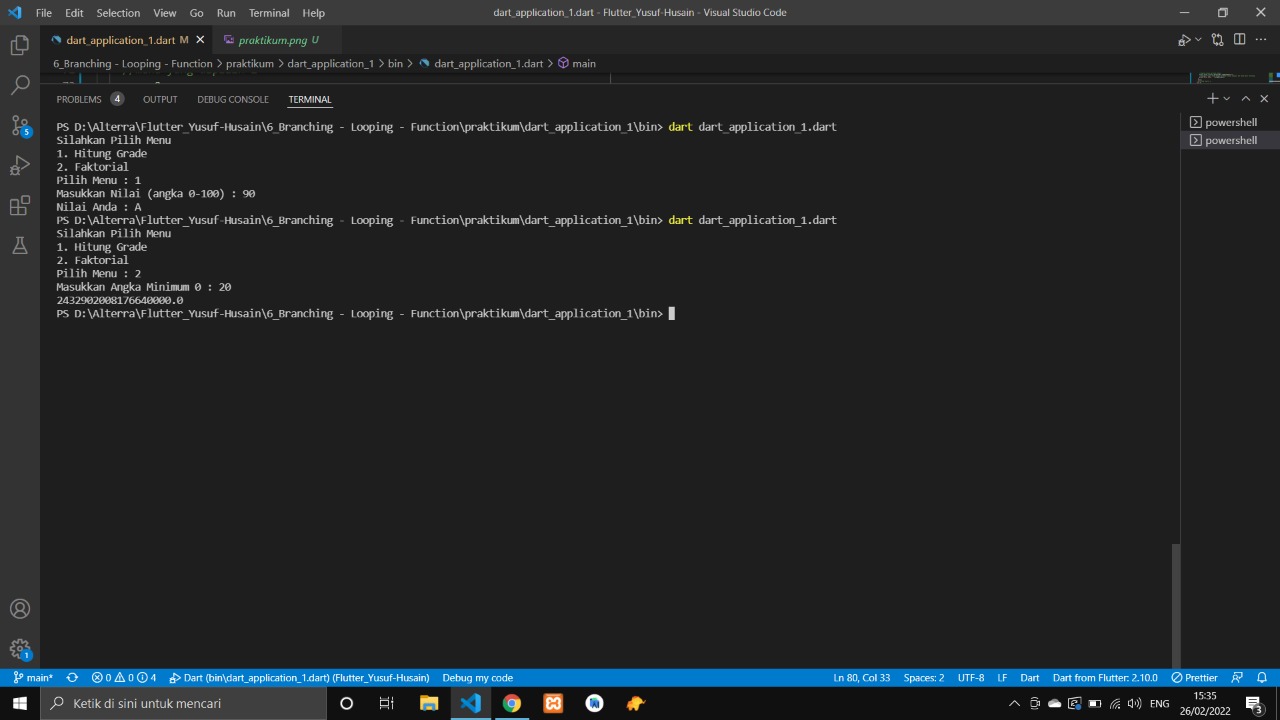 File Edit Selection View Go Run Terminal Help
dart_application_1.dart - Flutter_Yusuf-Husain - Visual Studio Code
dart_application_1.dart M
praktikum.png U
6_Branching - Looping - Function > praktikum > dart_application_1 > bin > dart_application_1.dart > main
PROBLEMS 4 OUTPUT DEBUG CONSOLE TERMINAL
PS D:\Alterra\Flutter_Yusuf-Husain\6_Branching - Looping - Function\praktikum\dart_application_1\bin> dart dart_application_1.dart
Silahkan Pilih Menu
1. Hitung Grade
2. Faktorial
Pilih Menu : 1
Masukkan Nilai (angka 0-100) : 90
Nilai Anda : A
PS D:\Alterra\Flutter_Yusuf-Husain\6_Branching - Looping - Function\praktikum\dart_application_1\bin> dart dart_application_1.dart
Silahkan Pilih Menu
1. Hitung Grade
2. Faktorial
Pilih Menu : 2
Masukkan Angka Minimum 0 : 20
2432902008176640000.0
PS D:\Alterra\Flutter_Yusuf-Husain\6_Branching - Looping - Function\praktikum\dart_application_1\bin>
powershell
powershell
5
1
main* 0 0 4 Dart (bin\dart_application_1.dart) (Flutter_Yusuf-Husain) Debug my code
Ln 80, Col 33 Spaces: 2 UTF-8 LF Dart Dart from Flutter: 2.10.0 Prettier
Ketik di sini untuk mencari
ENG
15:35
26/02/2022
3